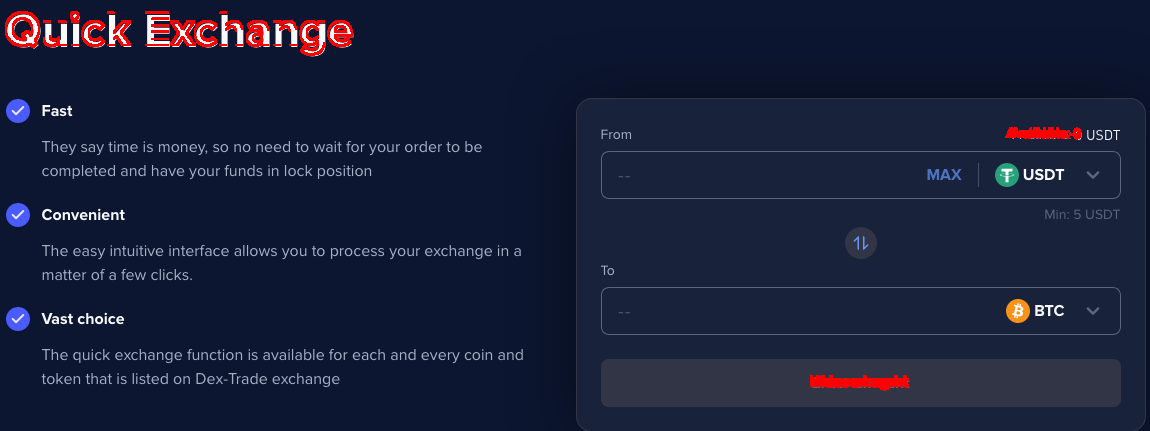 Quick Exchange
Fast
They say time is money, so no need to wait for your order to be
completed and have your funds in lock position
Convenient
The easy intuitive interface allows you to process your exchange in a
matter of a few clicks.
Vast choice
The quick exchange function is available for each and every coin and
token that is listed on Dex-Trade exchange
From
USDT
-- MAX USDT
Min: 5 USDT
To
-- BTC